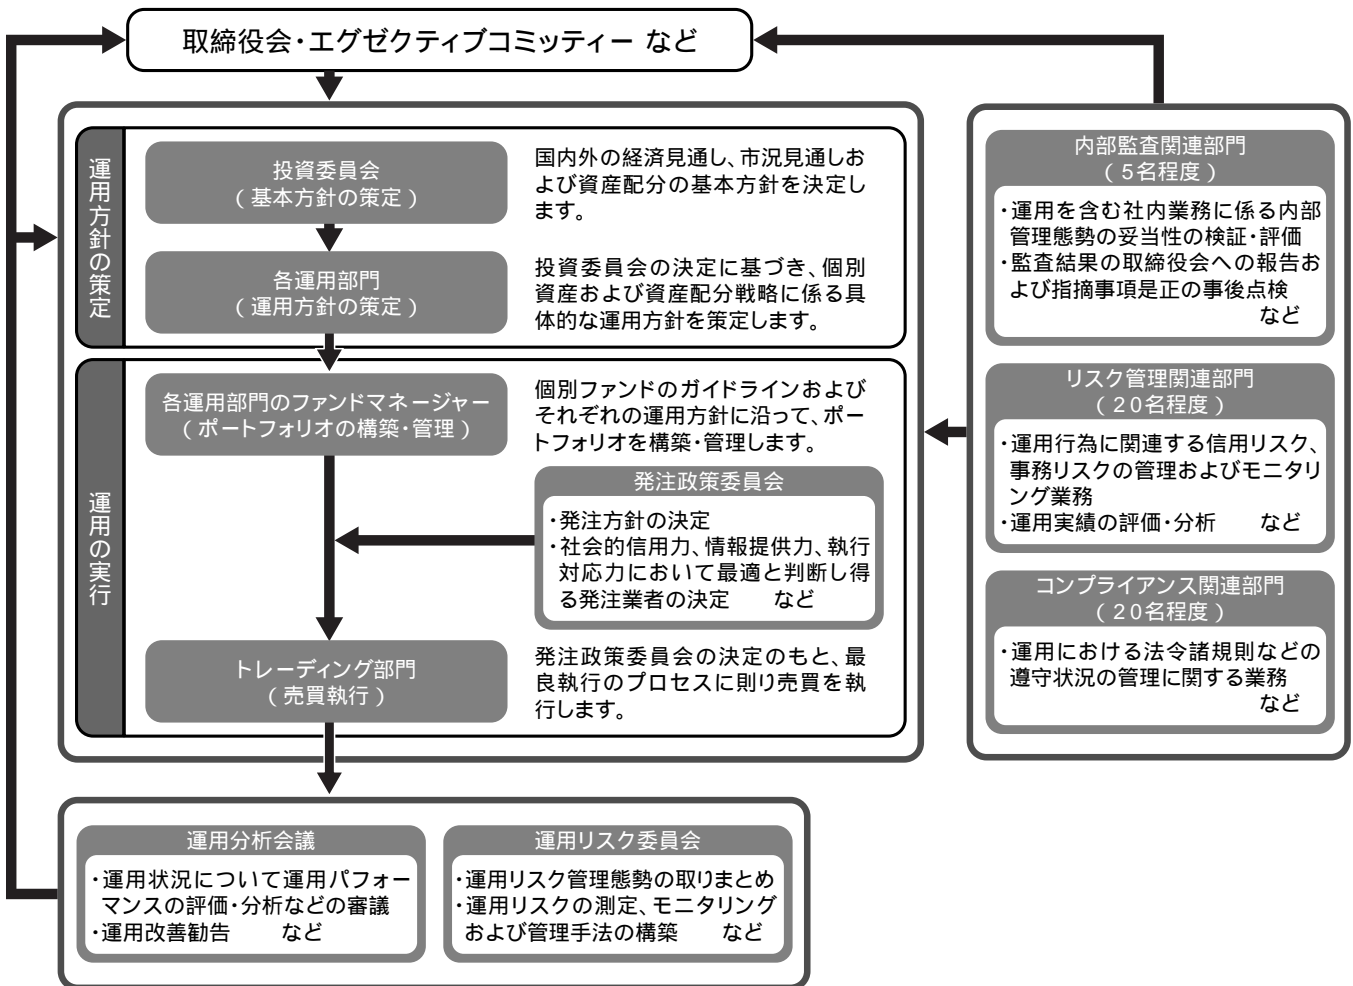 取締役会・エグゼクティブコミッティー など
運用方針の策定
投資委員会
(基本方針の策定)
国内外の経済見通し、市況見通しお
よび資産配分の基本方針を決定し
ます。
各運用部門
(運用方針の策定)
投資委員会の決定に基づき、個別
資産および資産配分戦略に係る具
体的な運用方針を策定します。
運用の実行
各運用部門のファンドマネージャー
(ポートフォリオの構築・管理)
個別ファンドのガイドラインおよび
それぞれの運用方針に沿って、ポー
トフォリオを構築・管理します。
発注政策委員会
・発注方針の決定
・社会的信用力、情報提供力、執行
対応力において最適と判断し得
る発注業者の決定 など
トレーディング部門
(売買執行)
発注政策委員会の決定のもと、最
良執行のプロセスに則り売買を執
行します。
内部監査関連部門
(5名程度)
・運用を含む社内業務に係る内部
管理態勢の妥当性の検証・評価
・監査結果の取締役会への報告お
よび指摘事項是正の事後点検
など
リスク管理関連部門
(20名程度)
・運用行為に関連する信用リスク、
事務リスクの管理およびモニタリ
ング業務
・運用実績の評価・分析 など
コンプライアンス関連部門
(20名程度)
・運用における法令諸規則などの
遵守状況の管理に関する業務
など
運用分析会議
・運用状況について運用パフォー
マンスの評価・分析などの審議
・運用改善勧告 など
運用リスク委員会
・運用リスク管理態勢の取りまとめ
・運用リスクの測定、モニタリング
および管理手法の構築 など